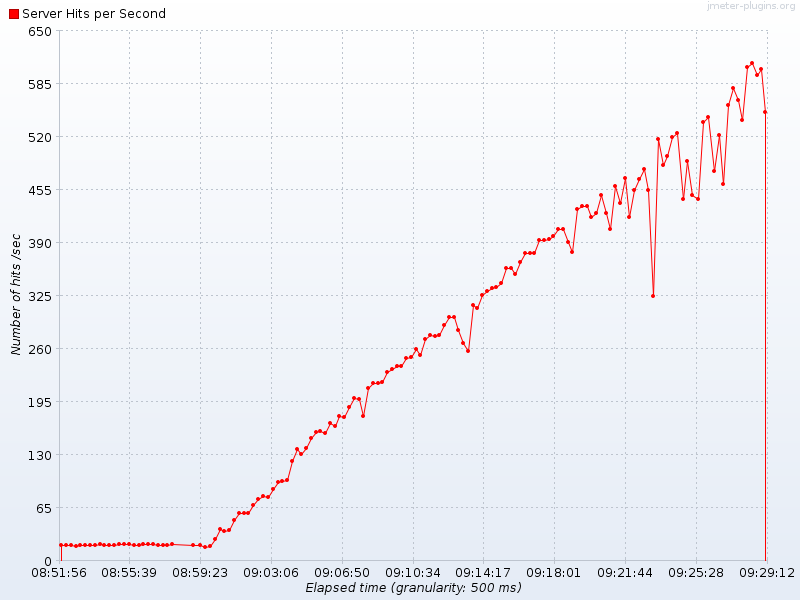 jmeter-plugins.org
Server Hits per Second
650
585
520
455
390
325
260
195
130
65
0
Number of hits /sec
08:51:56 08:55:39 08:59:23 09:03:06 09:06:50 09:10:34 09:14:17 09:18:01 09:21:44 09:25:28 09:29:12
Elapsed time (granularity: 500 ms)